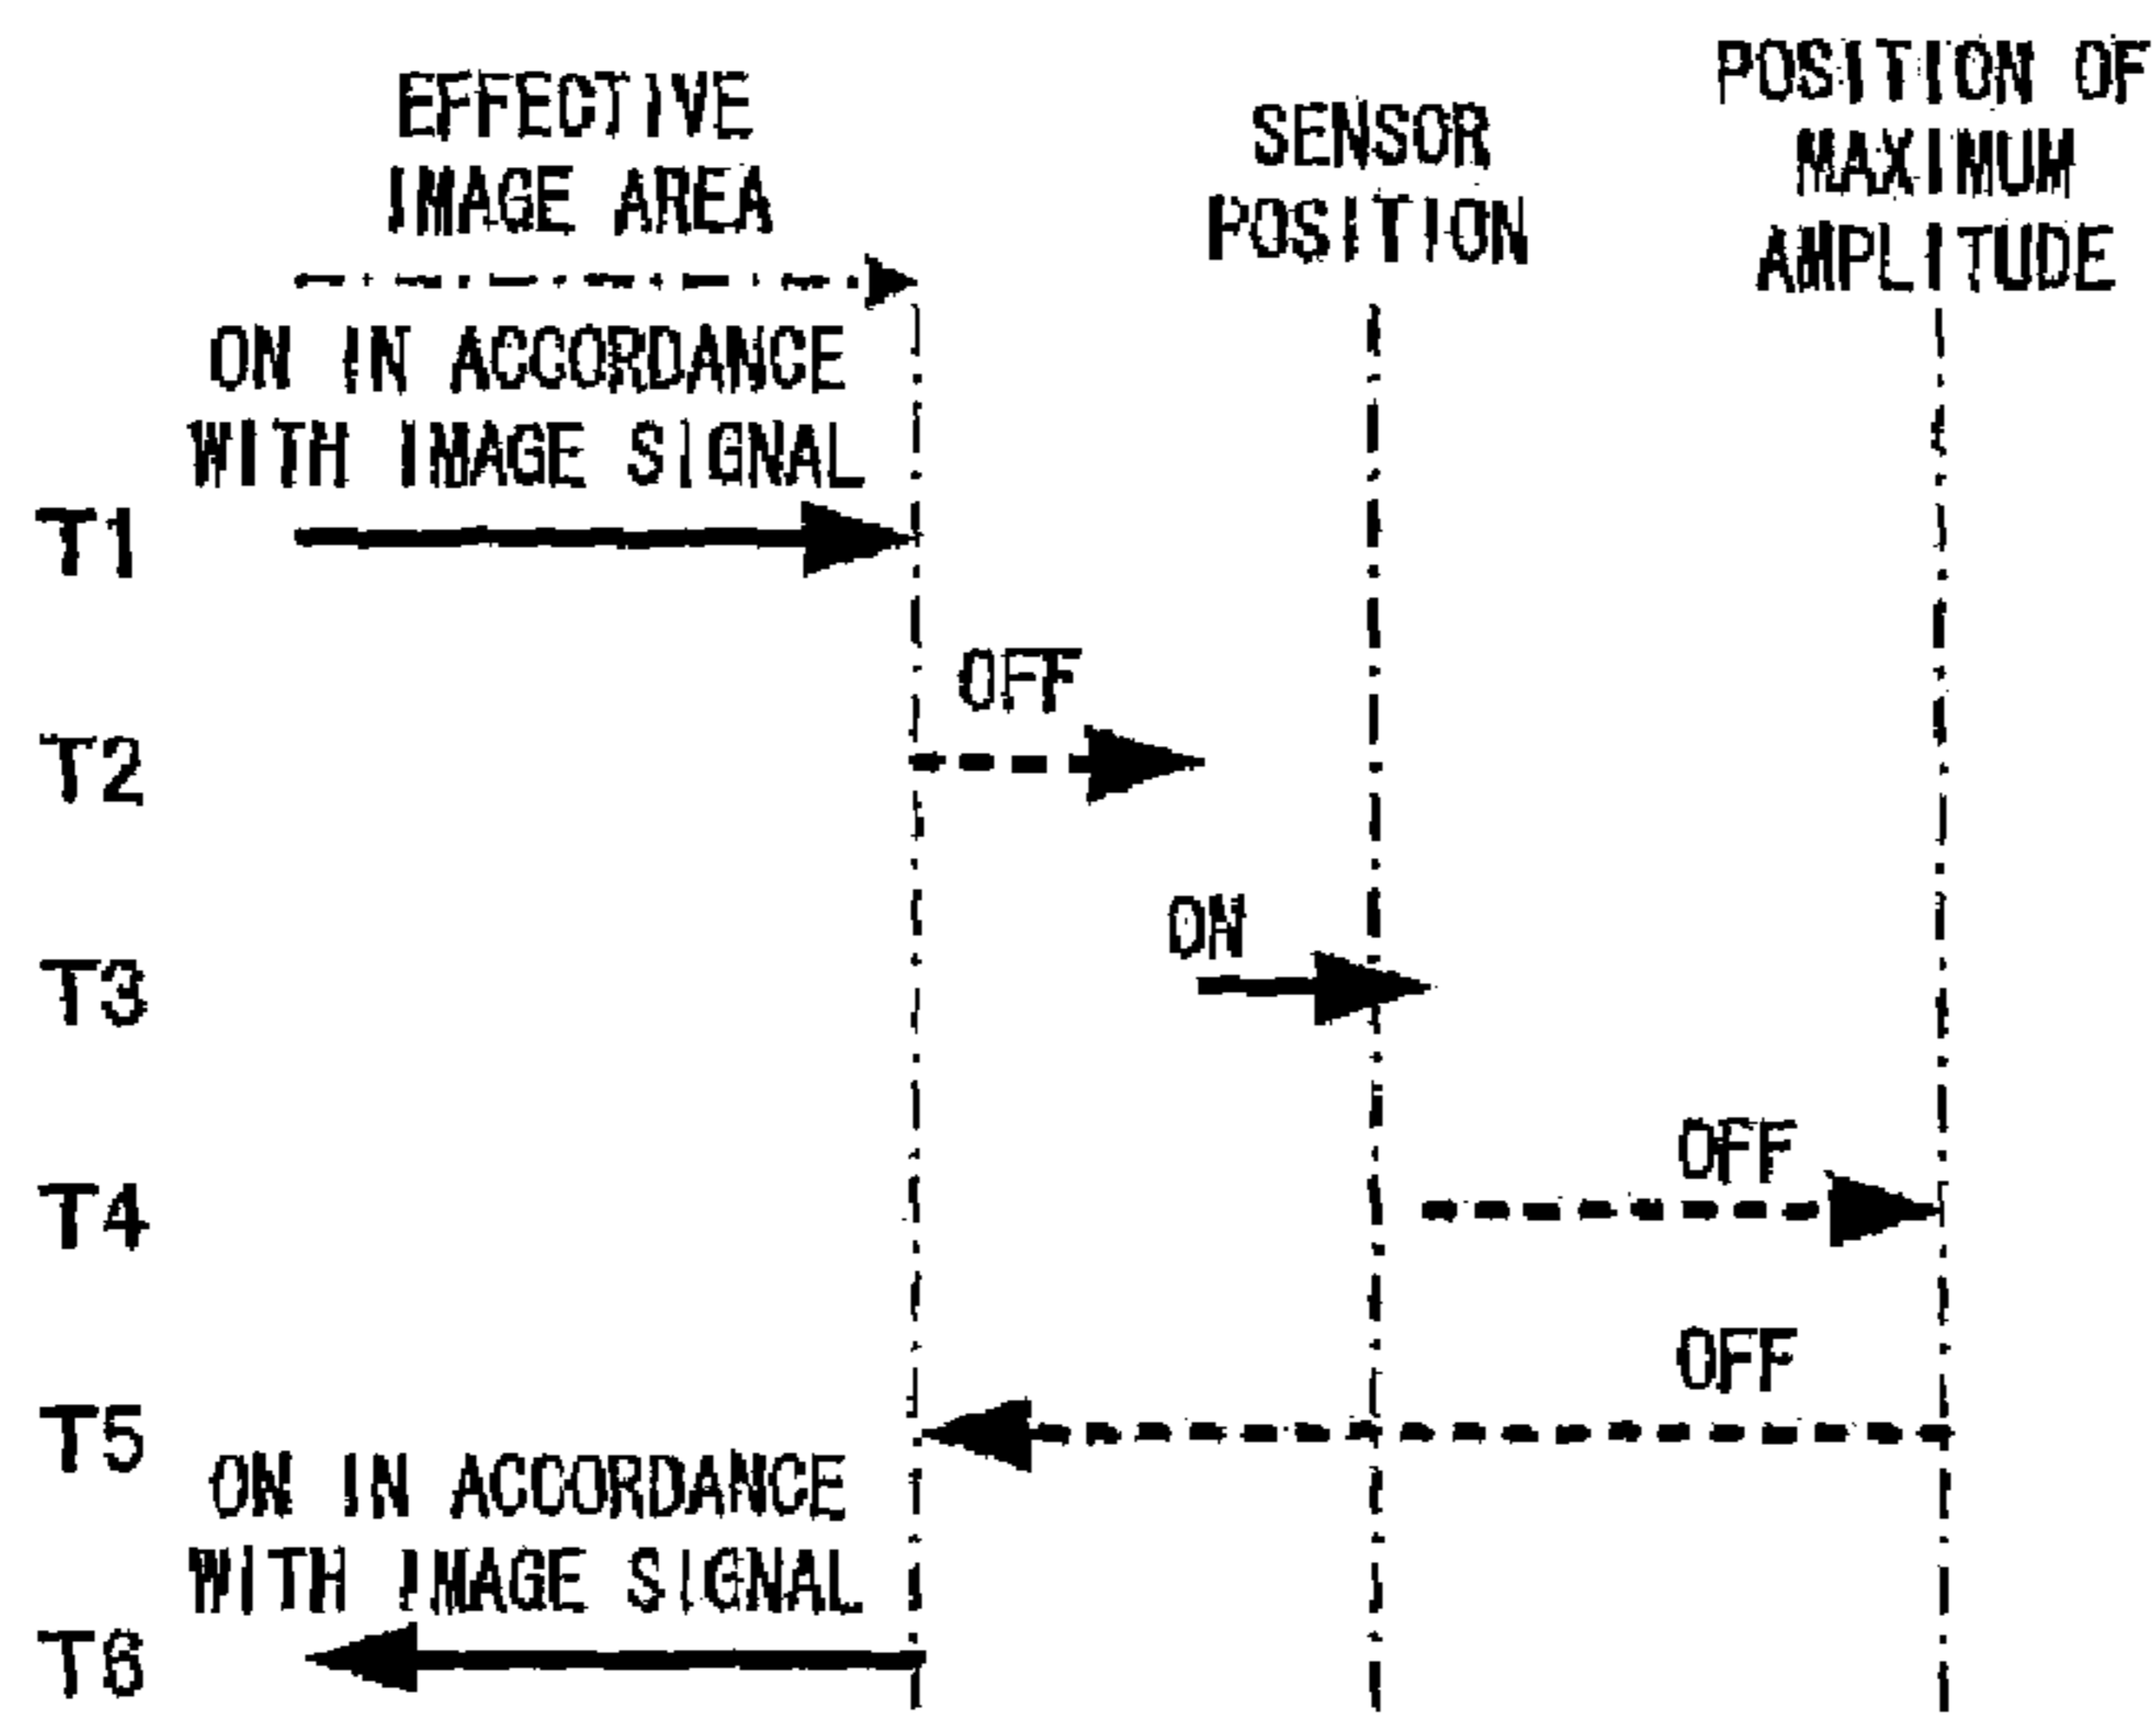 EFFECTIVE
IMAGE AREA
SENSOR
POSITION
POSITION OF
MAXIMUM
AMPLITUDE
ON IN ACCORDANCE
WITH IMAGE SIGNAL
T1
OFF
T2
ON
T3
OFF
T4
OFF
T5
ON IN ACCORDANCE
WITH IMAGE SIGNAL
T6